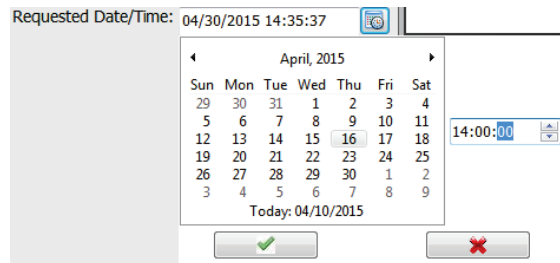 Requested Date/Time: 04/30/2015 14:35:37
April, 2015
Sun Mon Tue Wed Thu Fri Sat
29 30 31 1 2 3 4
5 6 7 8 9 10 11
12 13 14 15 16 17 18
14:00:00
19 20 21 22 23 24 25
26 27 28 29 30 1 2
3 4 5 6 7 8 9
Today: 04/10/2015